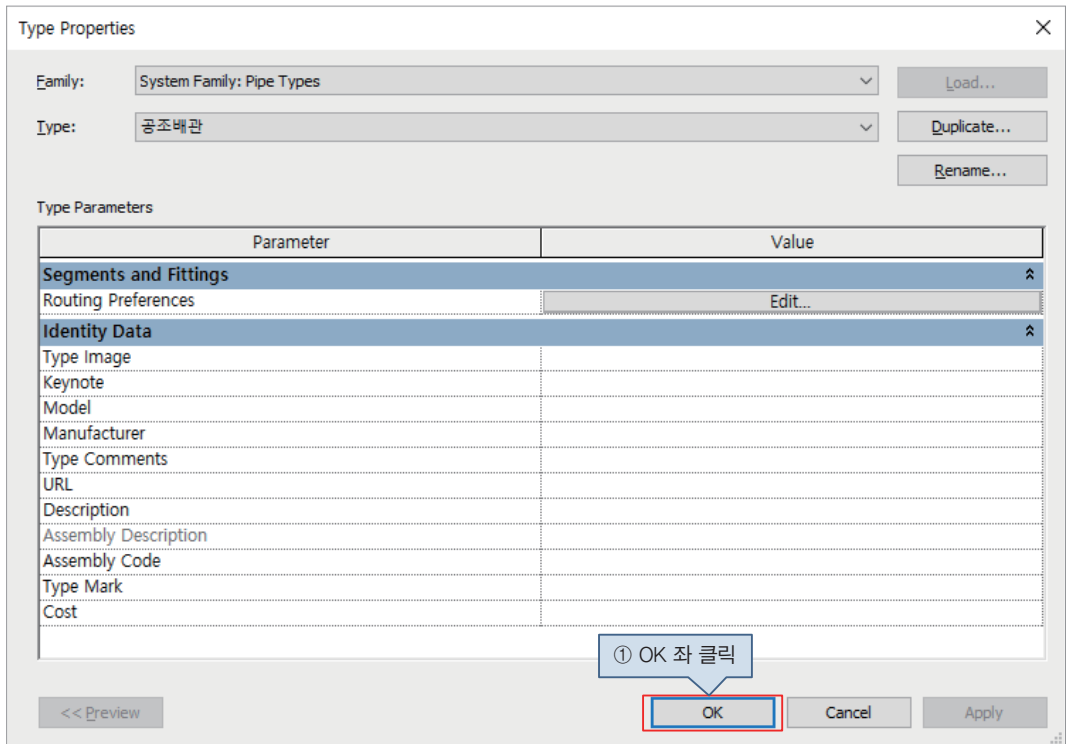 Type Properties
Family: System Family: Pipe Types Load...
Type: 공조배관 Duplicate...
Rename...
Type Parameters
Parameter Value
Segments and Fittings
Routing Preferences Edit...
Identity Data
Type Image
Keynote
Model
Manufacturer
Type Comments
URL
Description
Assembly Description
Assembly Code
Type Mark
Cost
① OK 좌 클릭
<< Preview OK Cancel Apply